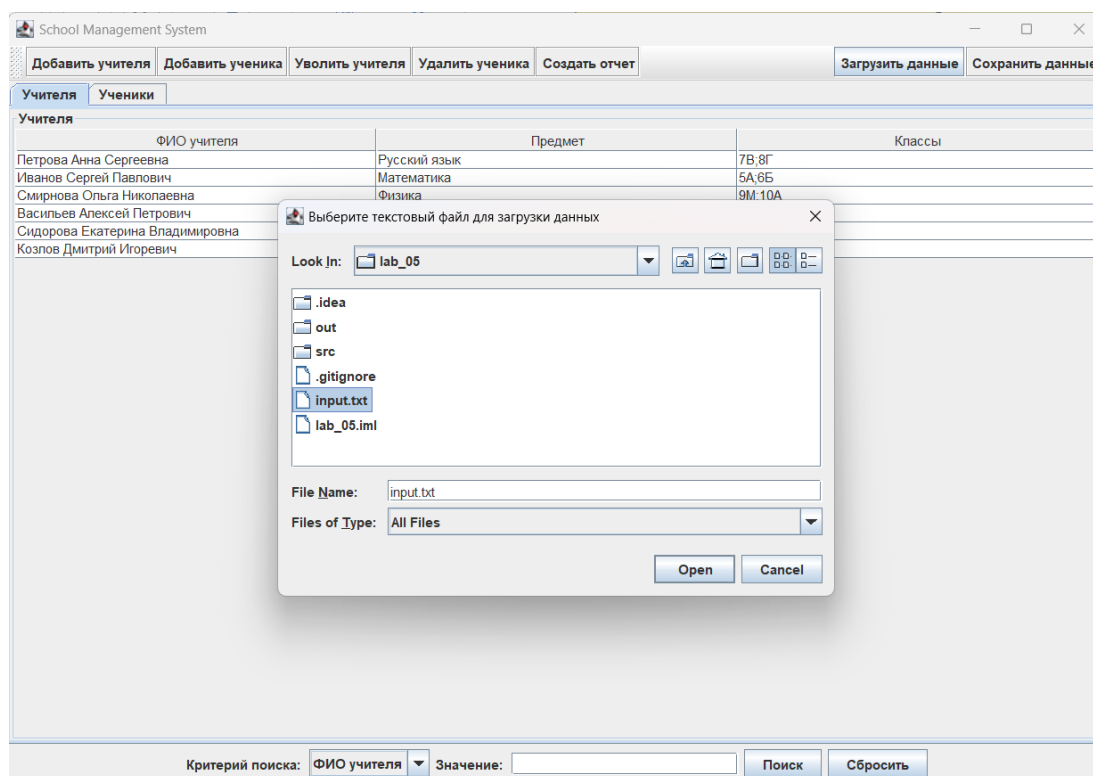 School Management System
Добавить учителя Добавить ученика Уволить учителя Удалить ученика Создать отчет Загрузить данные Сохранить данные
Учителя Ученики
Учителя
ФИО учителя Предмет Классы
Петрова Анна Сергеевна Русский язык 7В;8Г
Иванов Сергей Павлович Математика 5А;6Б
Смирнова Ольга Николаевна Физика 9М;10А
Васильев Алексей Петрович
Сидорова Екатерина Владимировна
Козлов Дмитрий Игоревич
Выберите текстовый файл для загрузки данных
Look In: lab_05
.idea
out
src
.gitignore
input.txt
lab_05.iml
File Name: input.txt
Files of Type: All Files
Open Cancel
Критерий поиска: ФИО учителя Значение: Поиск Сбросить